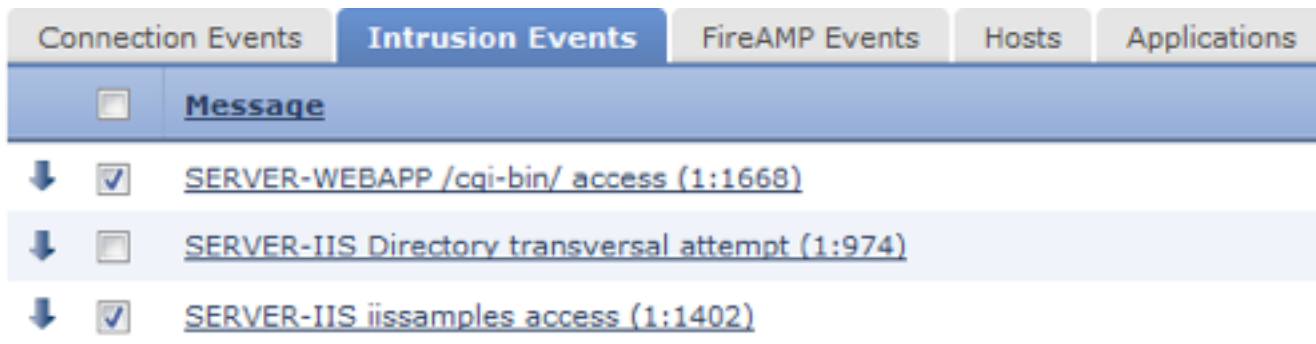 Connection Events Intrusion Events FireAMP Events Hosts Applications
Message
SERVER-WEBAPP /cgi-bin/ access (1:1668)
SERVER-IIS Directory transversal attempt (1:974)
SERVER-IIS iissamples access (1:1402)